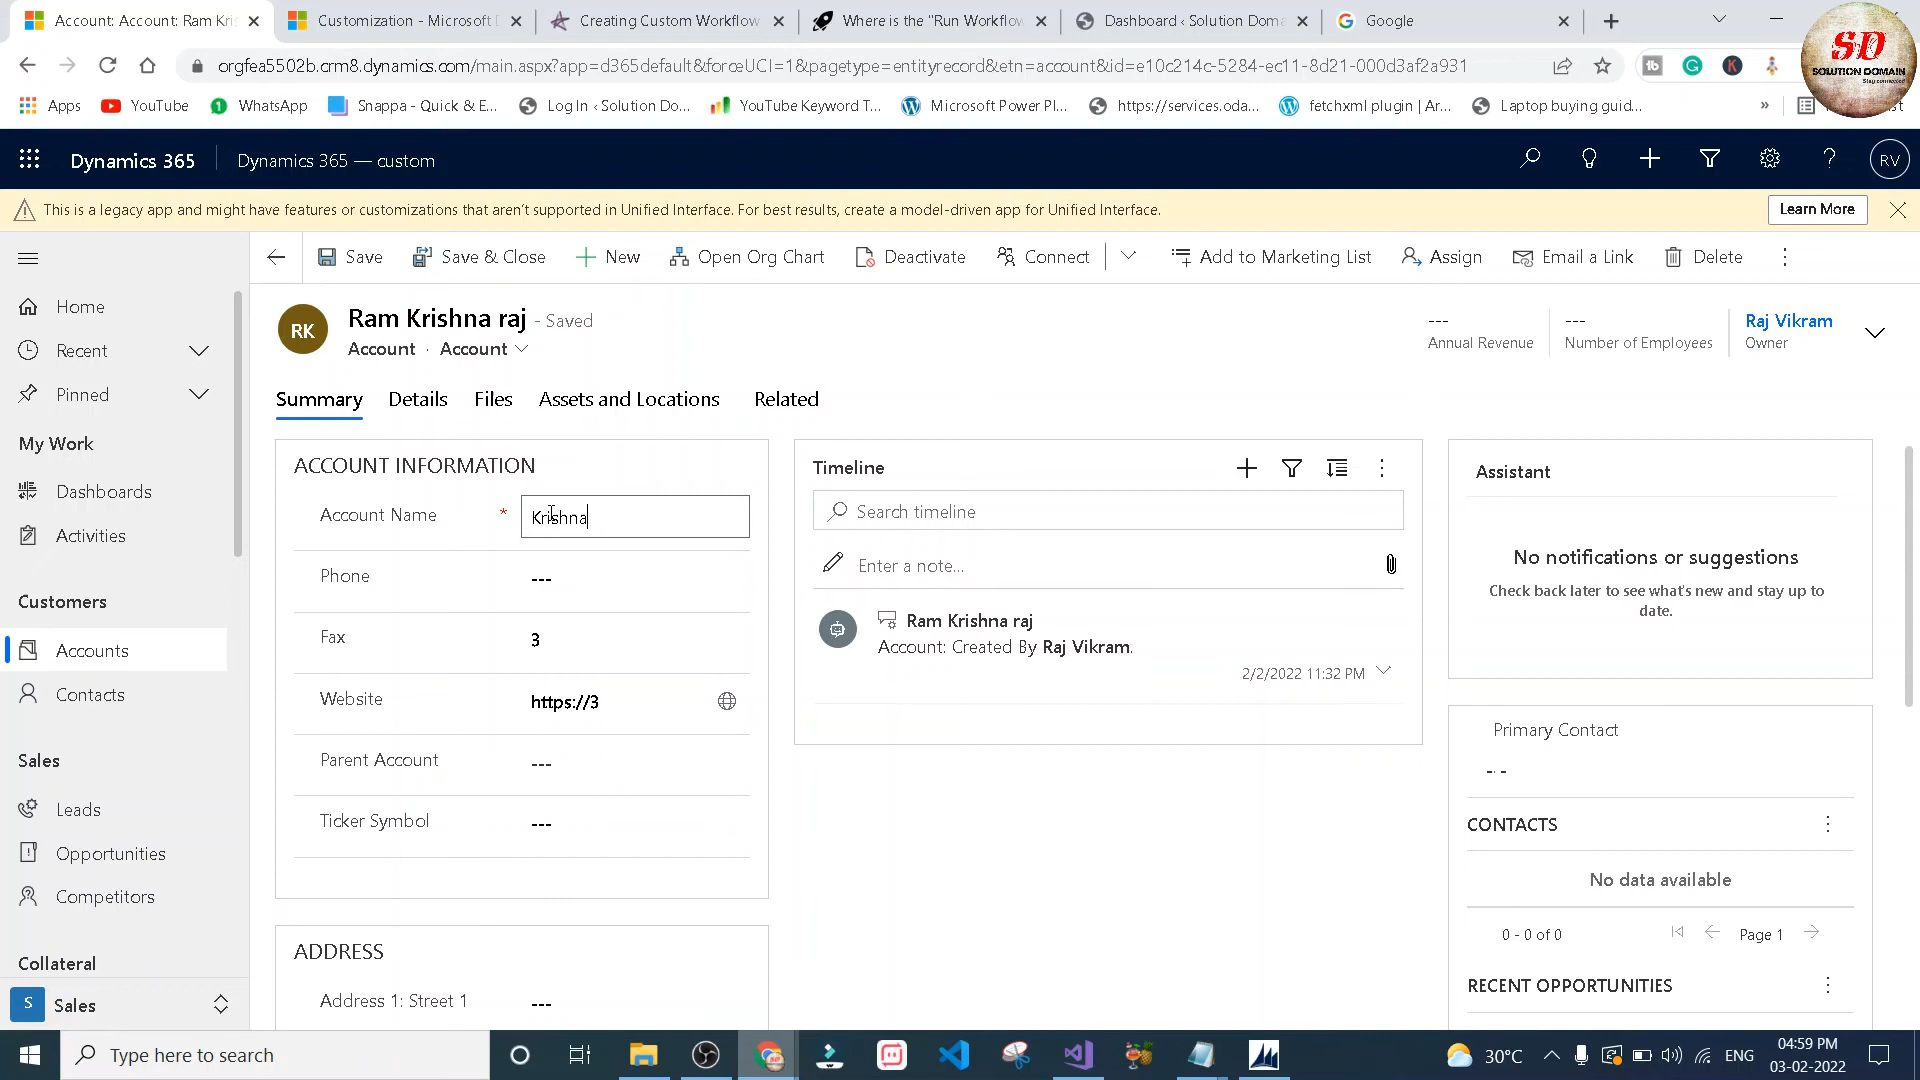 Account: Account: Ram Kri
Customization - Microsoft D
Creating Custom Workflow
Where is the "Run Workflow
Dashboard ‹ Solution Doma
Google
orgfea5502b.crm8.dynamics.com/main.aspx?app=d365default&forceUCI=1&pagetype=entityrecord&etn=account&id=e10c214c-5284-ec11-8d21-000d3af2a931
SD
SOLUTION DOMAIN
Stay connected
Apps
YouTube
WhatsApp
Snappa - Quick & E...
Log In ‹ Solution Do...
YouTube Keyword T...
Microsoft Power Pl...
https://services.oda...
fetchxml plugin | Ar...
Laptop buying guid...
»
Dynamics 365
Dynamics 365 — custom
RV
This is a legacy app and might have features or customizations that aren't supported in Unified Interface. For best results, create a model-driven app for Unified Interface.
Learn More
Save
Save & Close
New
Open Org Chart
Deactivate
Connect
Add to Marketing List
Assign
Email a Link
Delete
Home
Recent
Pinned
My Work
Dashboards
Activities
Customers
Accounts
Contacts
Sales
Leads
Opportunities
Competitors
Collateral
S Sales
RK
Ram Krishna raj - Saved
Account · Account
---
Annual Revenue
---
Number of Employees
Raj Vikram
Owner
Summary
Details
Files
Assets and Locations
Related
ACCOUNT INFORMATION
Account Name * Krishna
Phone ---
Fax 3
Website https://3
Parent Account ---
Ticker Symbol ---
ADDRESS
Address 1: Street 1 ---
Timeline
Search timeline
Enter a note...
Ram Krishna raj
Account: Created By Raj Vikram.
2/2/2022 11:32 PM
Assistant
No notifications or suggestions
Check back later to see what's new and stay up to
date.
Primary Contact
---
CONTACTS
No data available
0 - 0 of 0
Page 1
RECENT OPPORTUNITIES
Type here to search
30°C
ENG
04:59 PM
03-02-2022